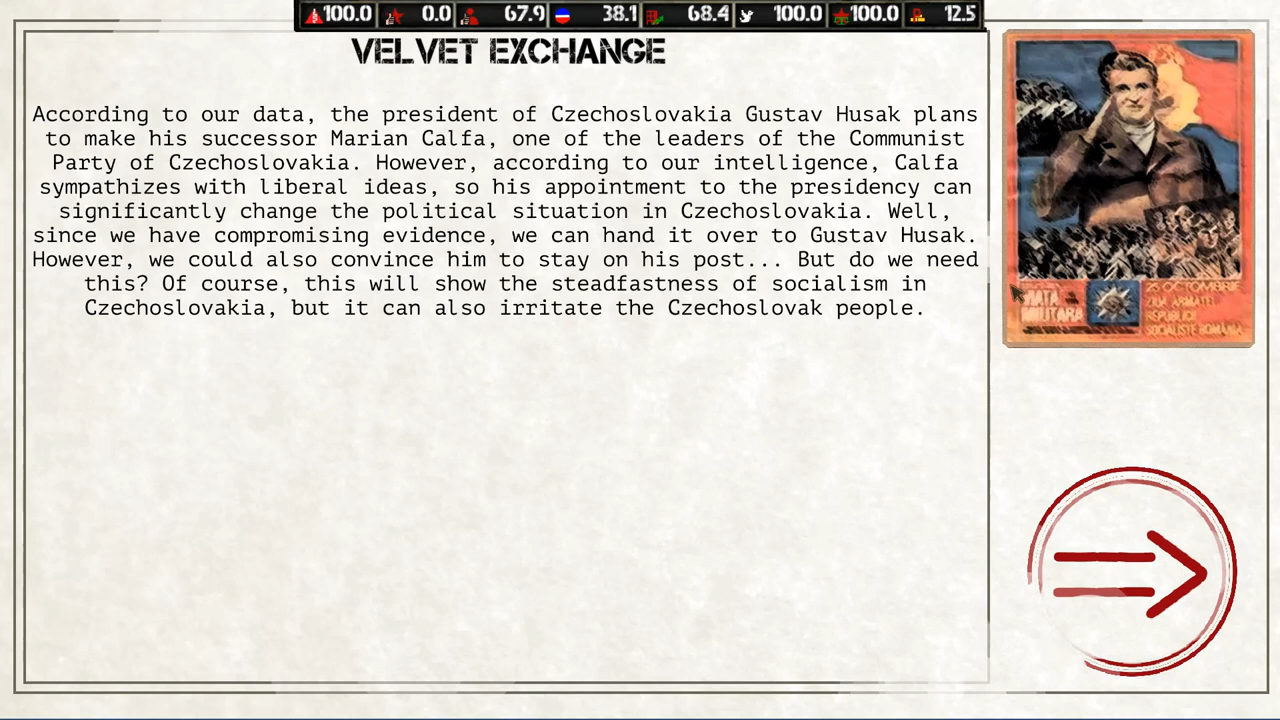 100.0 0.0 67.9 38.1 68.4 100.0 100.0 12.5
VELVET EXCHANGE
According to our data, the president of Czechoslovakia Gustav Husak plans
to make his successor Marian Calfa, one of the leaders of the Communist
Party of Czechoslovakia. However, according to our intelligence, Calfa
sympathizes with liberal ideas, so his appointment to the presidency can
significantly change the political situation in Czechoslovakia. Well,
since we have compromising evidence, we can hand it over to Gustav Husak.
However, we could also convince him to stay on his post... But do we need
this? Of course, this will show the steadfastness of socialism in
Czechoslovakia, but it can also irritate the Czechoslovak people.
VIATA
MILITARA
25 OCTOMBRIE
ZIUA ARMATEI
REPUBLICII
SOCIALISTE ROMÂNIA